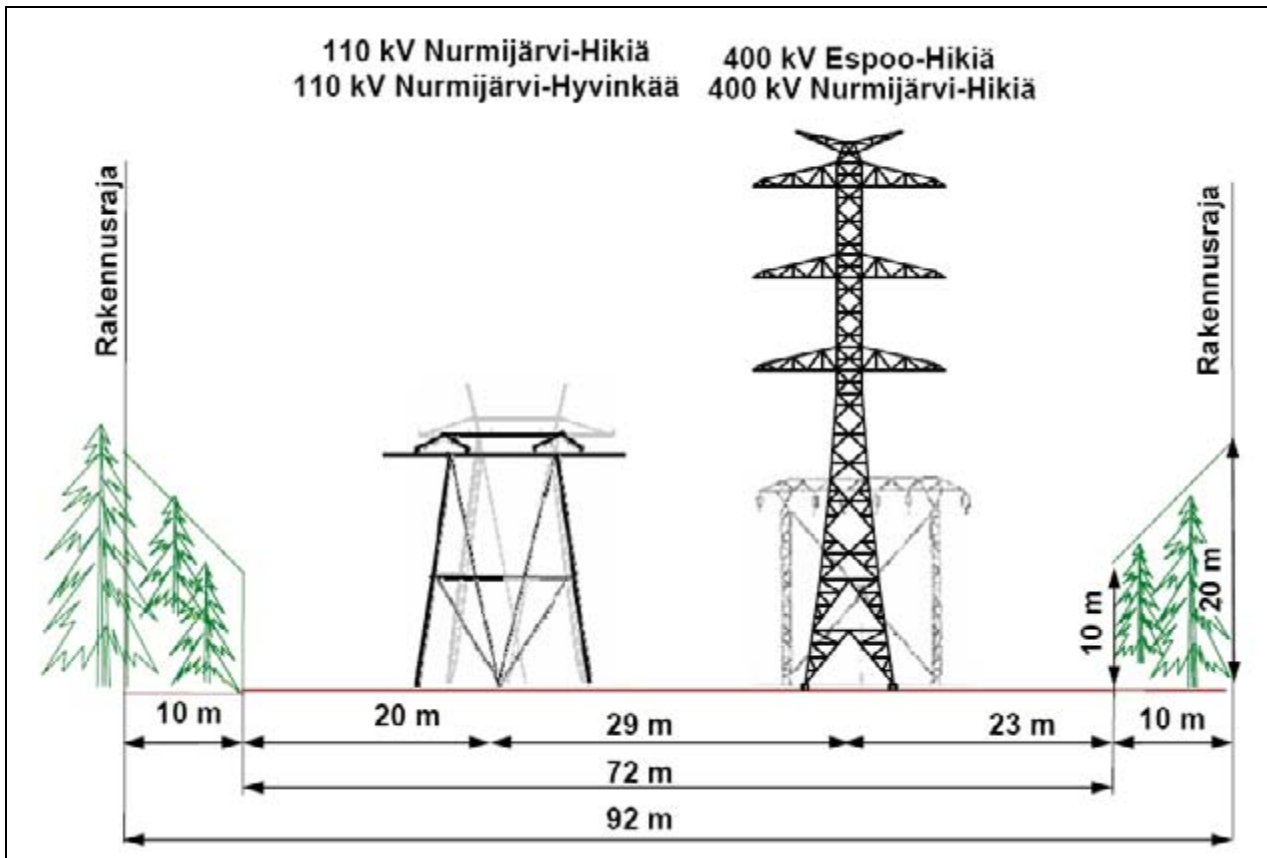 110 kV Nurmijärvi-Hikiä
110 kV Nurmijärvi-Hyvinkää
400 kV Espoo-Hikiä
400 kV Nurmijärvi-Hikiä
Rakennusraja
Rakennusraja
10 m
20 m
10 m
20 m
29 m
23 m
10 m
72 m
92 m